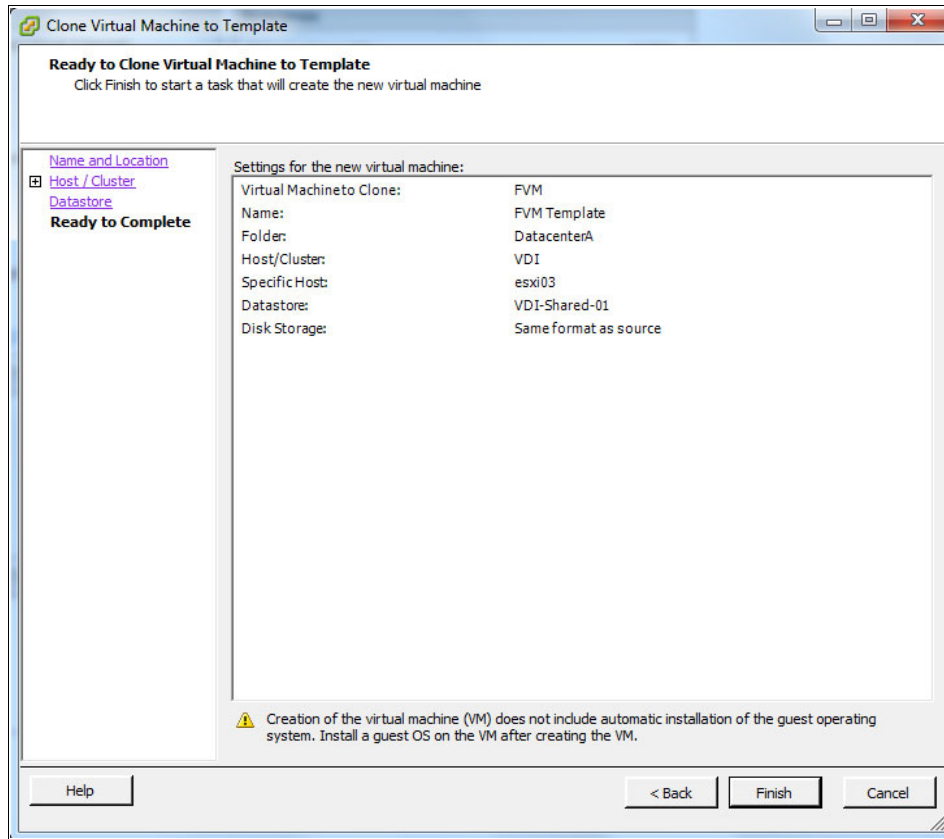 Clone Virtual Machine to Template
Ready to Clone Virtual Machine to Template
Click Finish to start a task that will create the new virtual machine
Name and Location
Host / Cluster
Datastore
Ready to Complete
Settings for the new virtual machine:
Virtual Machineto Clone: FVM
Name: FVM Template
Folder: DatacenterA
Host/Cluster: VDI
Specific Host: esxi03
Datastore: VDI-Shared-01
Disk Storage: Same format as source
Creation of the virtual machine (VM) does not include automatic installation of the guest operating
system. Install a guest OS on the VM after creating the VM.
Help
< Back
Finish
Cancel